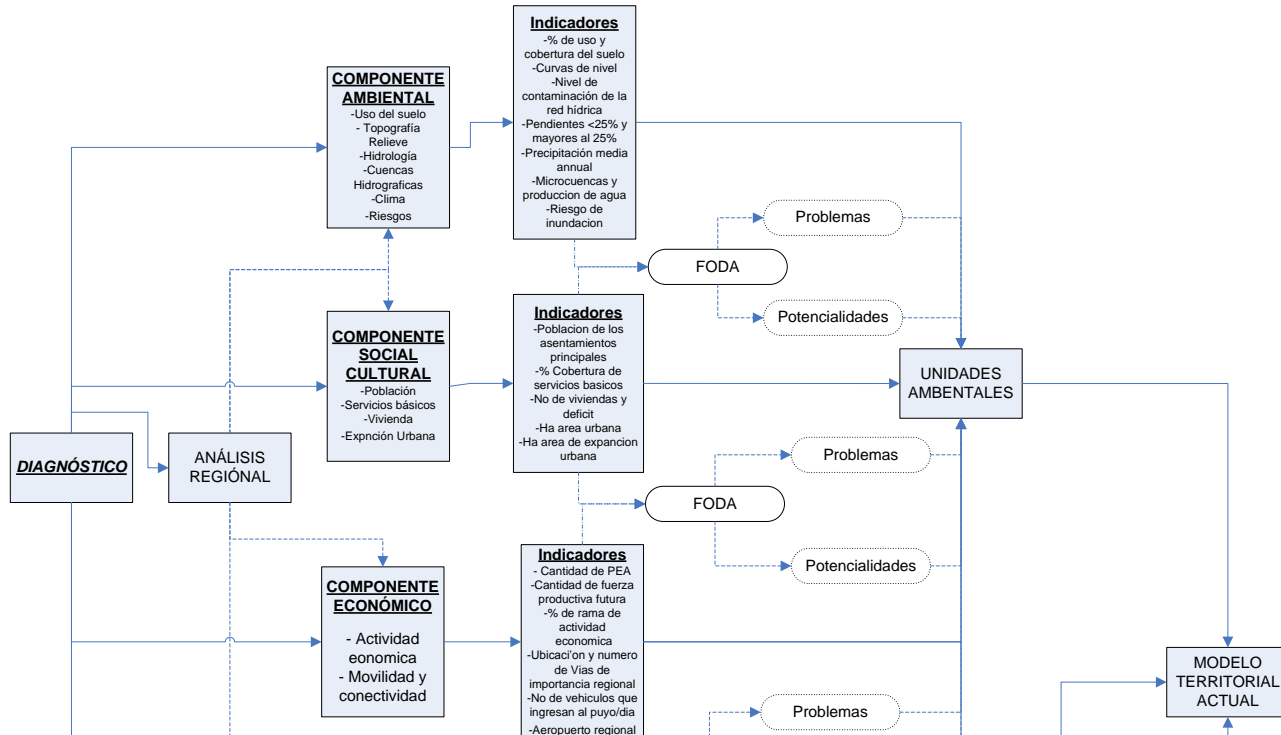 DIAGNÓSTICO
ANÁLISIS
REGIÓNAL
COMPONENTE
AMBIENTAL
-Uso del suelo
- Topografía
Relieve
-Hidrología
-Cuencas
Hidrograficas
-Clima
-Riesgos
Indicadores
-% de uso y
cobertura del suelo
-Curvas de nivel
-Nivel de
contaminación de la
red hídrica
-Pendientes <25% y
mayores al 25%
-Precipitación media
annual
-Microcuencas y
produccion de agua
-Riesgo de
inundacion
FODA
Problemas
Potencialidades
COMPONENTE
SOCIAL
CULTURAL
-Población
-Servicios básicos
-Vivienda
-Expnción Urbana
Indicadores
-Poblacion de los
asentamientos
principales
-% Cobertura de
servicios basicos
-No de viviendas y
deficit
-Ha area urbana
-Ha area de expancion
urbana
FODA
Problemas
Potencialidades
COMPONENTE
ECONÓMICO
- Actividad
eonomica
- Movilidad y
conectividad
Indicadores
- Cantidad de PEA
-Cantidad de fuerza
productiva futura
-% de rama de
actividad
economica
-Ubicaci'on y numero
de Vias de
importancia regional
-No de vehiculos que
ingresan al puyo/dia
-Aeropuerto regional
Problemas
UNIDADES
AMBENTALES
MODELO
TERRITORIAL
ACTUAL